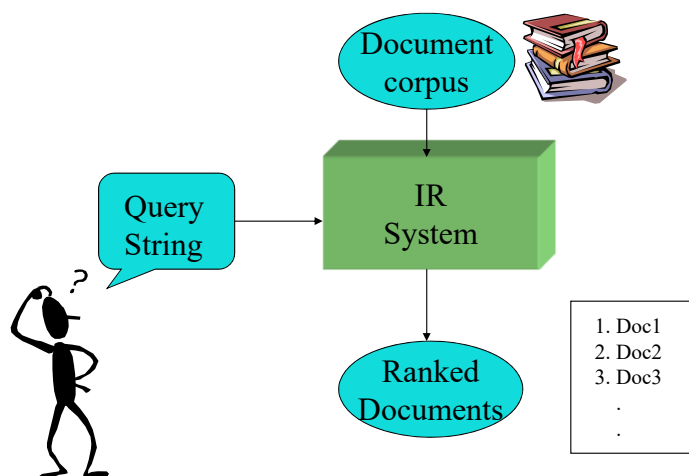 Document
corpus
IR
System
Query
String
?
Ranked
Documents
1. Doc1
2. Doc2
3. Doc3
.
.